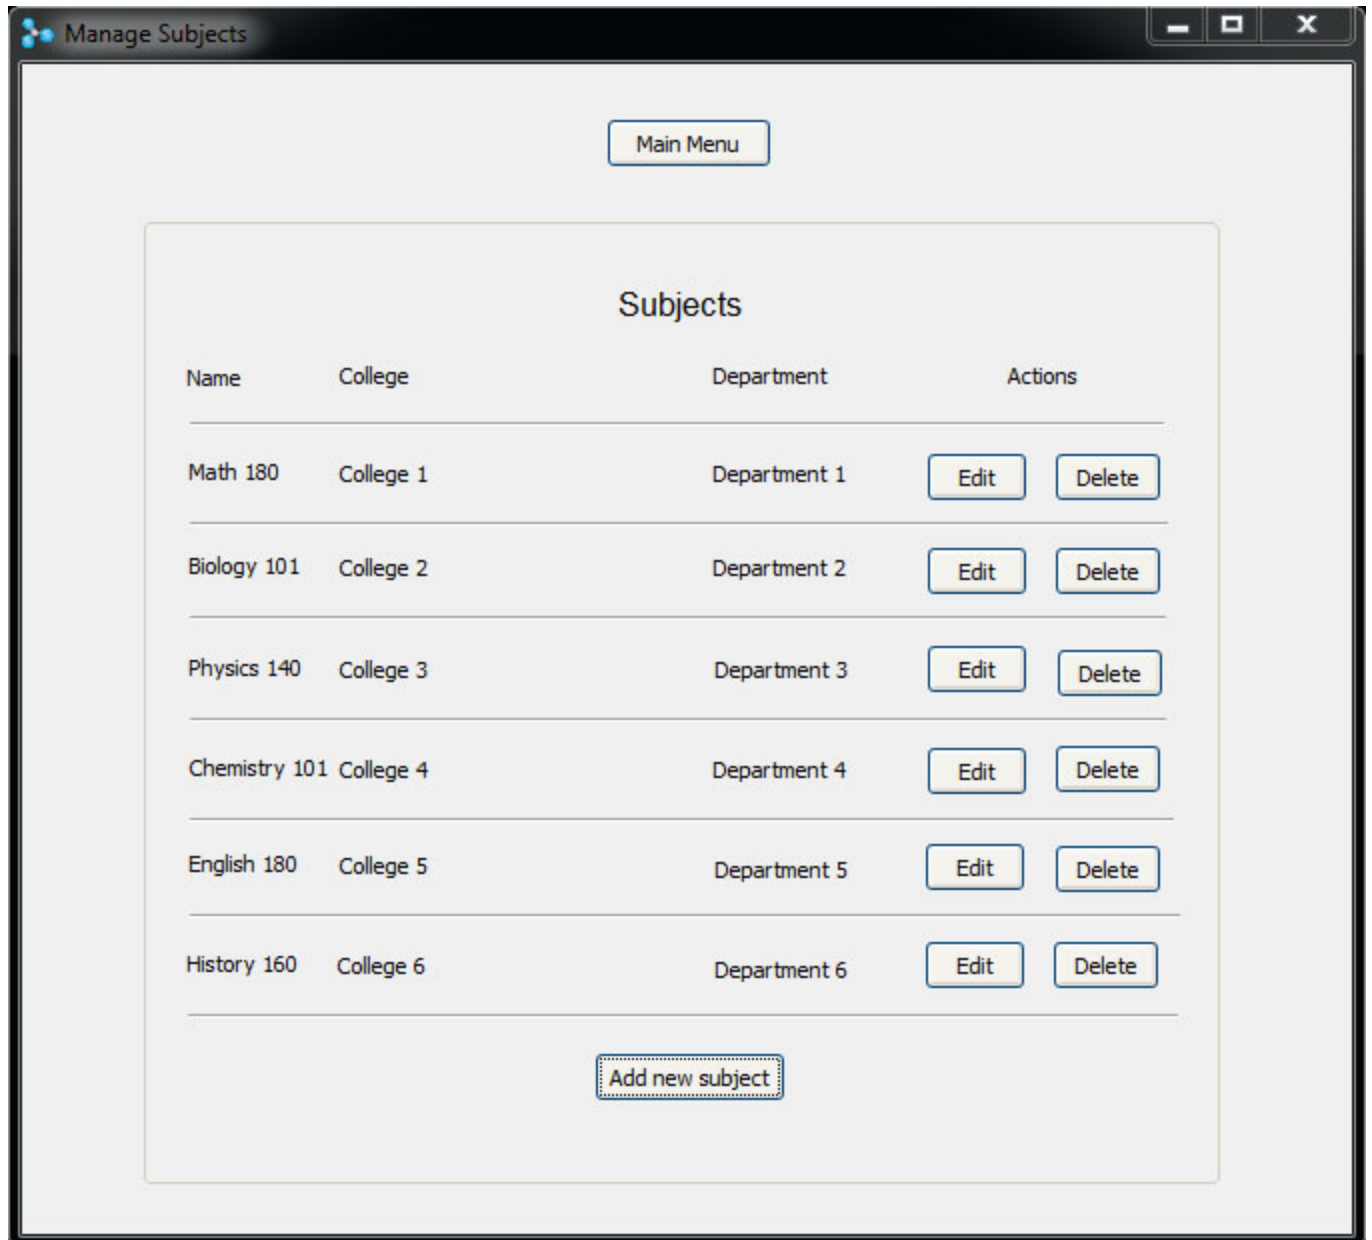 Manage Subjects
Main Menu
Subjects
Name College Department Actions
Math 180 College 1 Department 1 Edit Delete
Biology 101 College 2 Department 2 Edit Delete
Physics 140 College 3 Department 3 Edit Delete
Chemistry 101 College 4 Department 4 Edit Delete
English 180 College 5 Department 5 Edit Delete
History 160 College 6 Department 6 Edit Delete
Add new subject